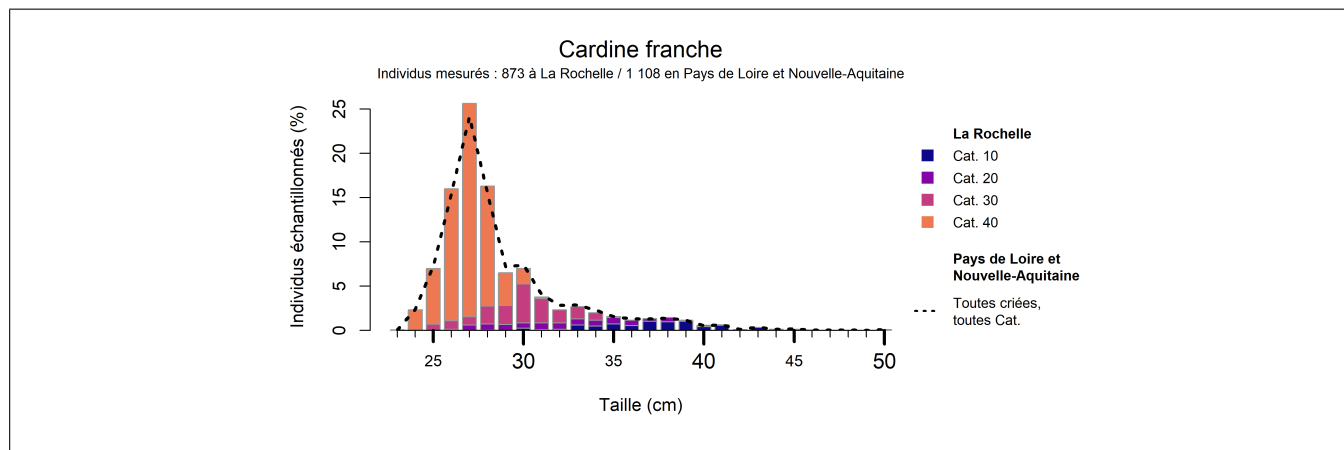 Cardine franche
Individus mesurés : 873 à La Rochelle / 1 108 en Pays de Loire et Nouvelle-Aquitaine
Individus échantillonnés (%)
25
20
15
10
5
0
25
30
35
40
45
50
Taille (cm)
La Rochelle
Cat. 10
Cat. 20
Cat. 30
Cat. 40
Pays de Loire et
Nouvelle-Aquitaine
Toutes criées,
toutes Cat.